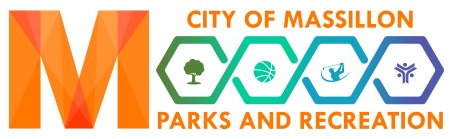 M
CITY OF MASSILLON
PARKS AND RECREATION